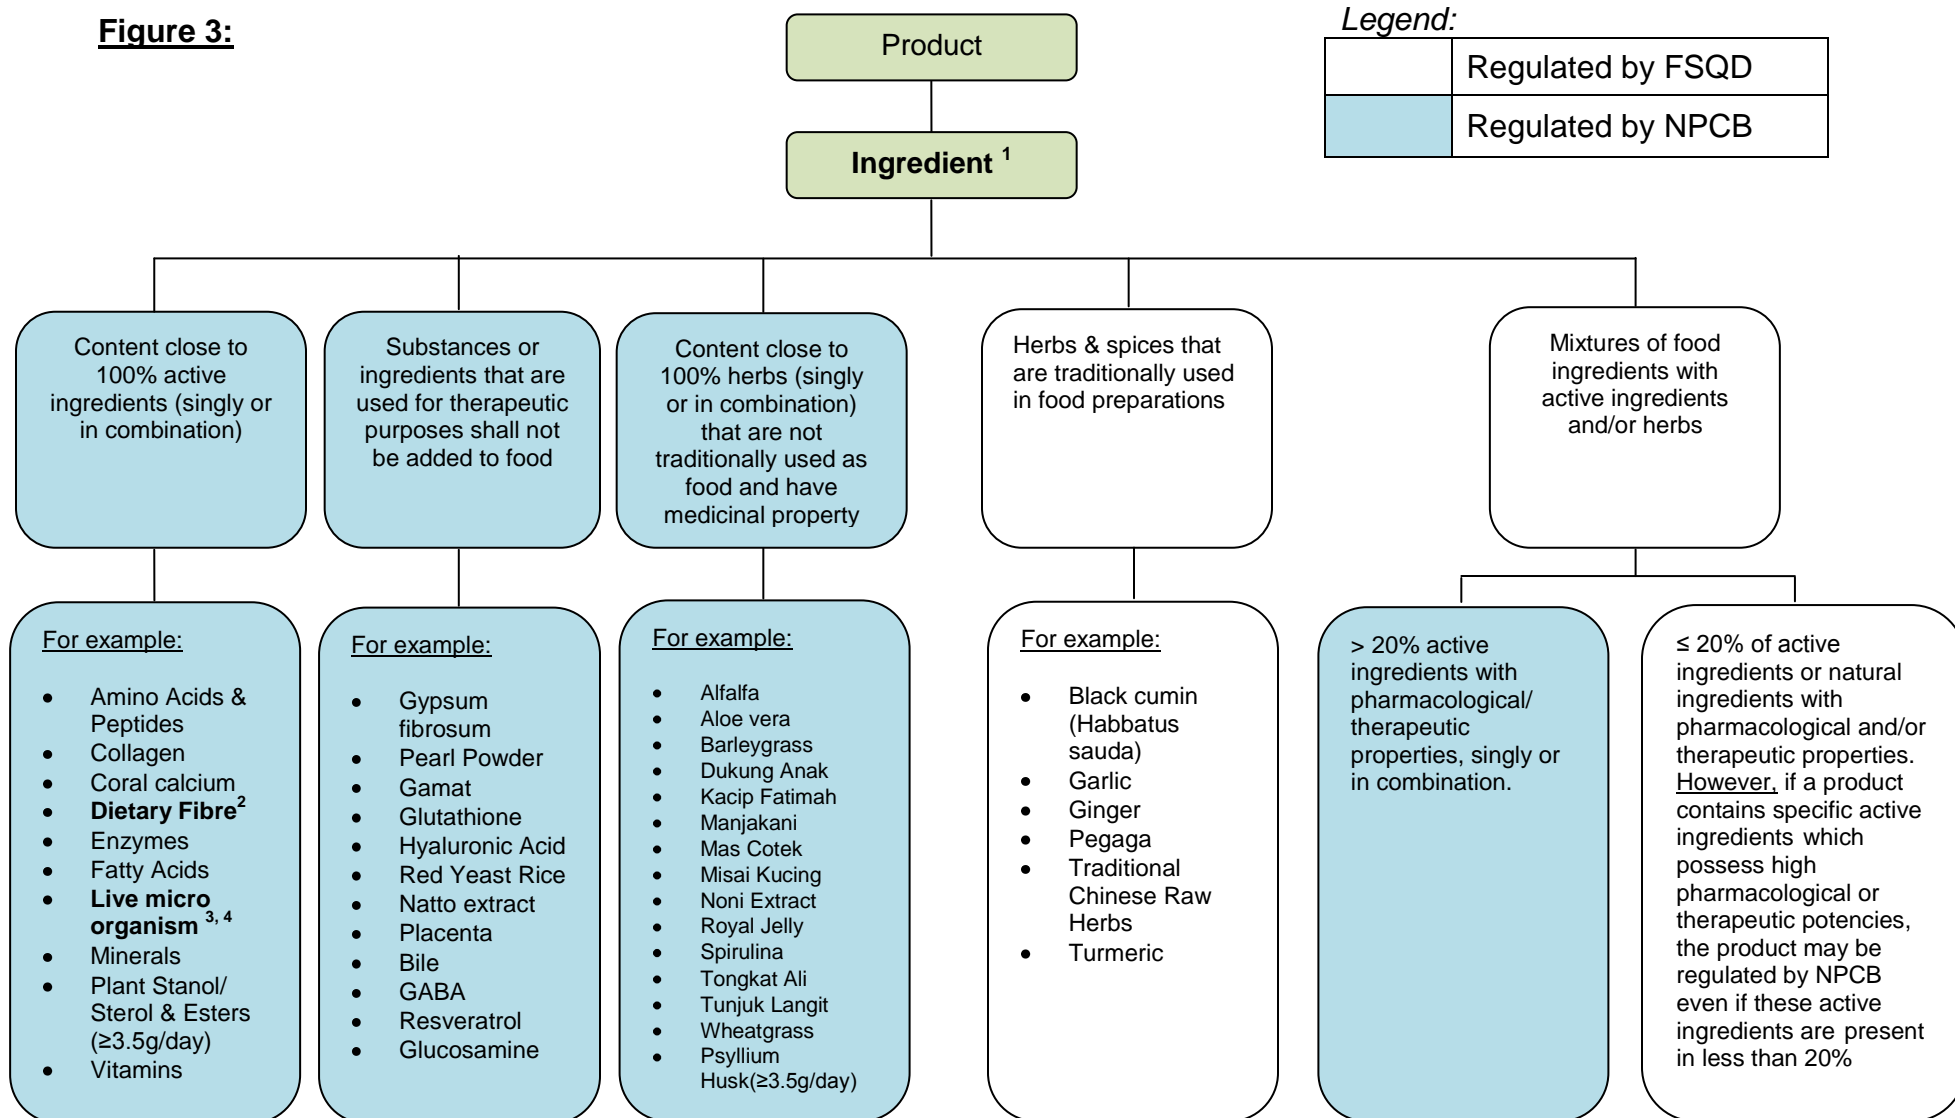 Figure 3:
Product
Ingredient 1
Legend:
Regulated by FSQD
Regulated by NPCB
Content close to
100% active
ingredients (singly or
in combination)
Substances or
ingredients that are
used for therapeutic
purposes shall not
be added to food
Content close to
100% herbs (singly
or in combination)
that are not
traditionally used as
food and have
medicinal property
Herbs & spices that
are traditionally used
in food preparations
Mixtures of food
ingredients with
active ingredients
and/or herbs
For example:
• Amino Acids &
Peptides
• Collagen
• Coral calcium
• Dietary Fibre2
• Enzymes
• Fatty Acids
• Live micro
organism 3, 4
• Minerals
• Plant Stanol/
Sterol & Esters
(≥3.5g/day)
• Vitamins
For example:
• Gypsum
fibrosum
• Pearl Powder
• Gamat
• Glutathione
• Hyaluronic Acid
• Red Yeast Rice
• Natto extract
• Placenta
• Bile
• GABA
• Resveratrol
• Glucosamine
For example:
• Alfalfa
• Aloe vera
• Barleygrass
• Dukung Anak
• Kacip Fatimah
• Manjakani
• Mas Cotek
• Misai Kucing
• Noni Extract
• Royal Jelly
• Spirulina
• Tongkat Ali
• Tunjuk Langit
• Wheatgrass
• Psyllium
Husk(≥3.5g/day)
For example:
• Black cumin
(Habbatus
sauda)
• Garlic
• Ginger
• Pegaga
• Traditional
Chinese Raw
Herbs
• Turmeric
> 20% active
ingredients with
pharmacological/
therapeutic
properties, singly or
in combination.
≤ 20% of active
ingredients or natural
ingredients with
pharmacological and/or
therapeutic properties.
However, if a product
contains specific active
ingredients which
possess high
pharmacological or
therapeutic potencies,
the product may be
regulated by NPCB
even if these active
ingredients are present
in less than 20%